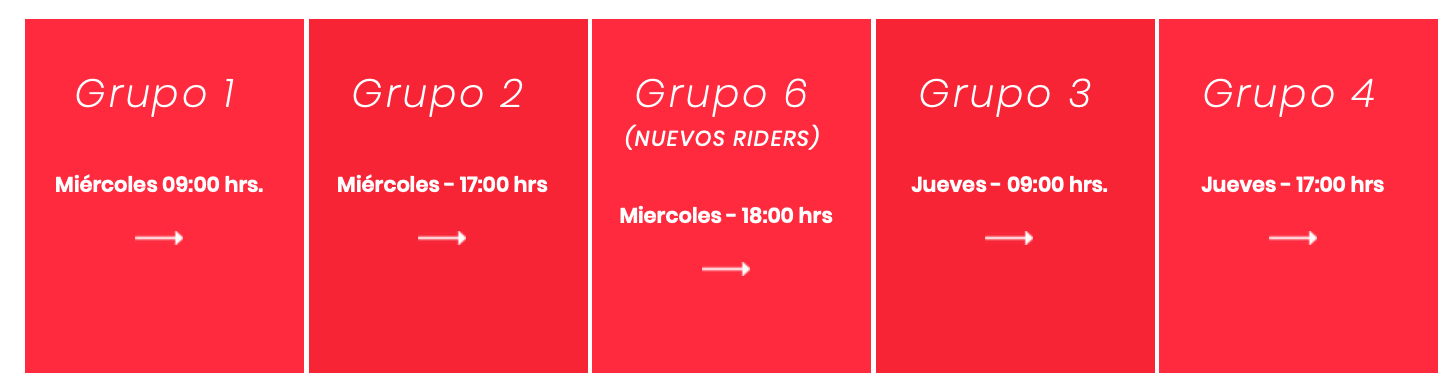 Grupo 1
Miércoles 09:00 hrs.
Grupo 2
Miércoles - 17:00 hrs
Grupo 6
(NUEVOS RIDERS)
Miercoles - 18:00 hrs
Grupo 3
Jueves - 09:00 hrs.
Grupo 4
Jueves - 17:00 hrs